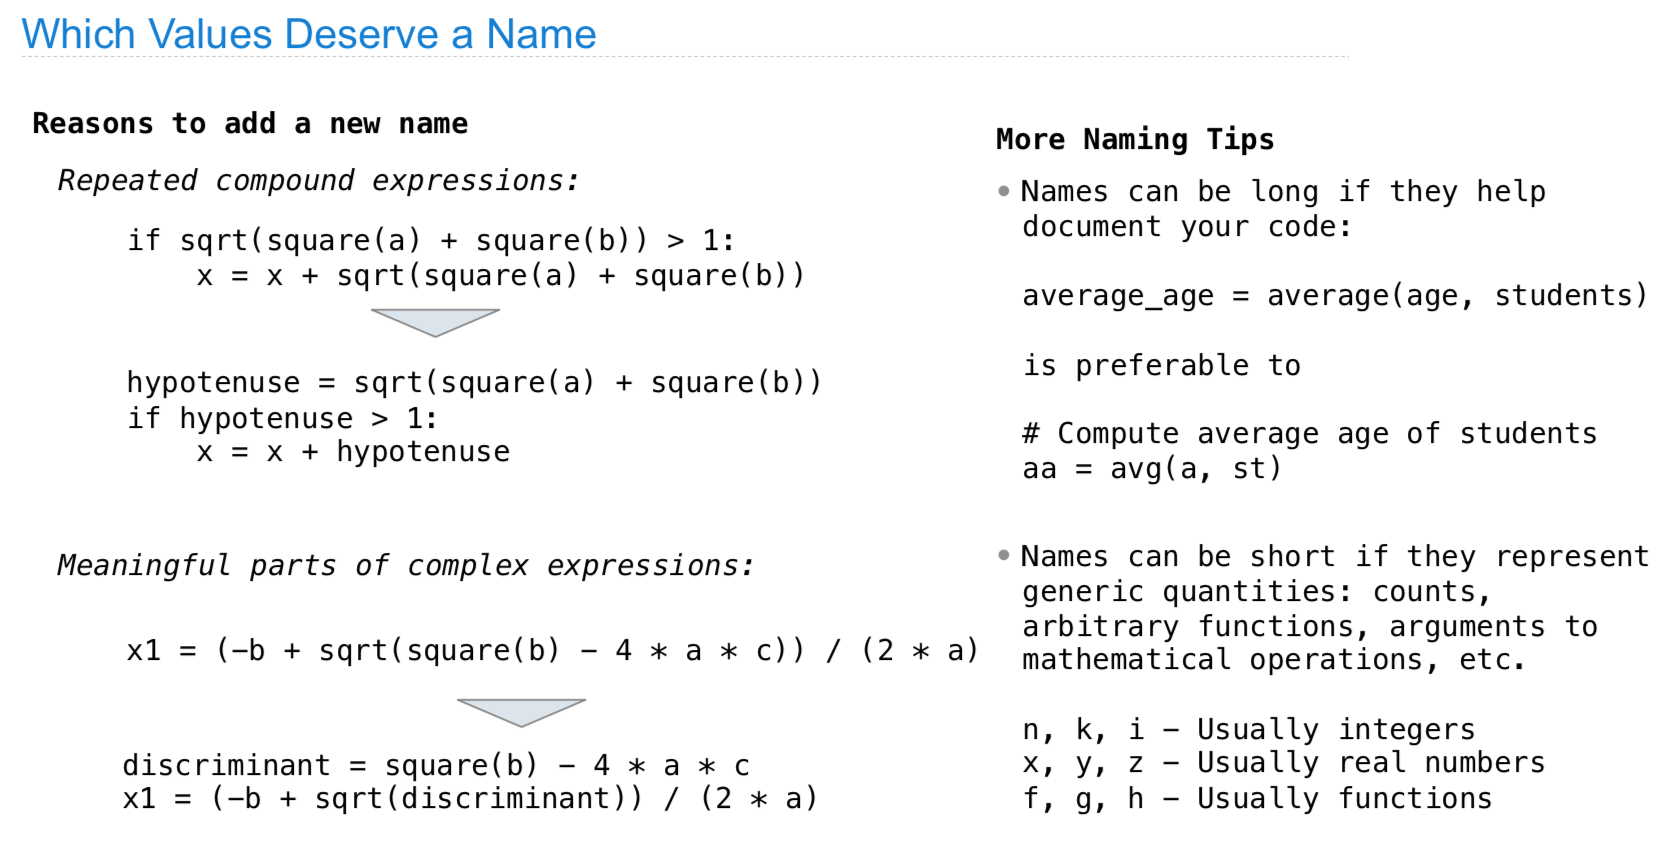 Which Values Deserve a Name
Reasons to add a new name
Repeated compound expressions:
if sqrt(square(a) + square(b)) > 1:
    x = x + sqrt(square(a) + square(b))
hypotenuse = sqrt(square(a) + square(b))
if hypotenuse > 1:
    x = x + hypotenuse
Meaningful parts of complex expressions:
x1 = (−b + sqrt(square(b) − 4 * a * c)) / (2 * a)
discriminant = square(b) − 4 * a * c
x1 = (−b + sqrt(discriminant)) / (2 * a)
More Naming Tips
• Names can be long if they help
document your code:
average_age = average(age, students)
is preferable to
# Compute average age of students
aa = avg(a, st)
• Names can be short if they represent
generic quantities: counts,
arbitrary functions, arguments to
mathematical operations, etc.
n, k, i − Usually integers
x, y, z − Usually real numbers
f, g, h − Usually functions